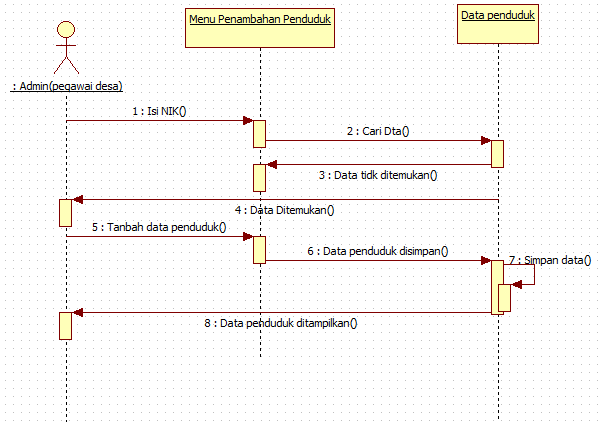 Menu Penambahan Penduduk
Data penduduk
: Admin(pegawai desa)
1 : Isi NIK()
2 : Cari Dta()
3 : Data tidk ditemukan()
4 : Data Ditemukan()
5 : Tanbah data penduduk()
6 : Data penduduk disimpan()
7 : Simpan data()
8 : Data penduduk ditampilkan()